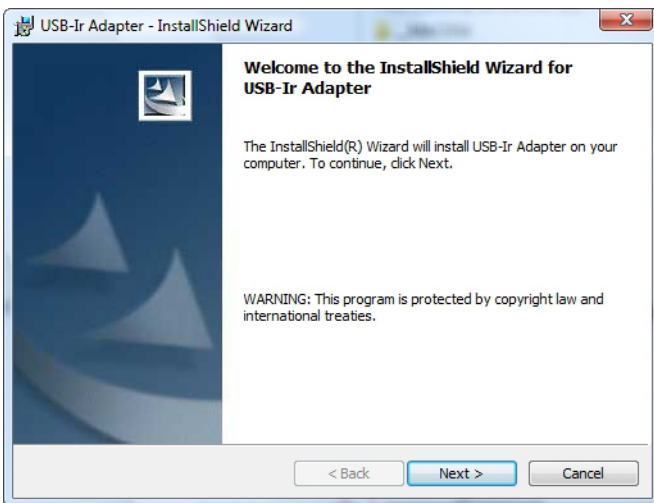 USB-Ir Adapter - InstallShield Wizard
Welcome to the InstallShield Wizard for
USB-Ir Adapter
The InstallShield(R) Wizard will install USB-Ir Adapter on your
computer. To continue, click Next.
WARNING: This program is protected by copyright law and
international treaties.
< Back
Next >
Cancel